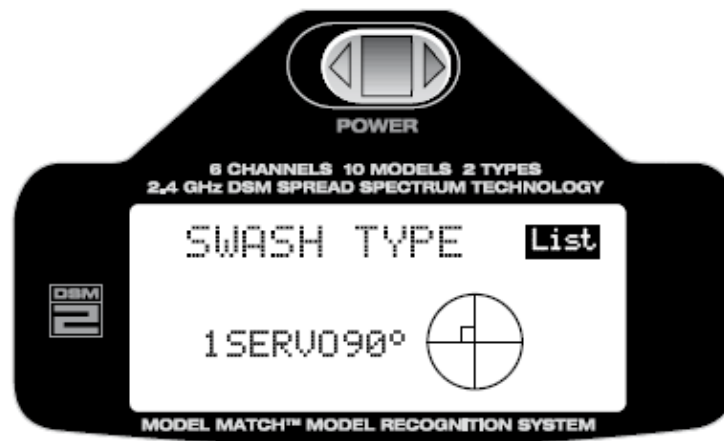 POWER
6 CHANNELS 10 MODELS 2 TYPES
2.4 GHz DSM SPREAD SPECTRUM TECHNOLOGY
SWASH TYPE List
DSM
2
1SERVO90°
MODEL MATCH™ MODEL RECOGNITION SYSTEM